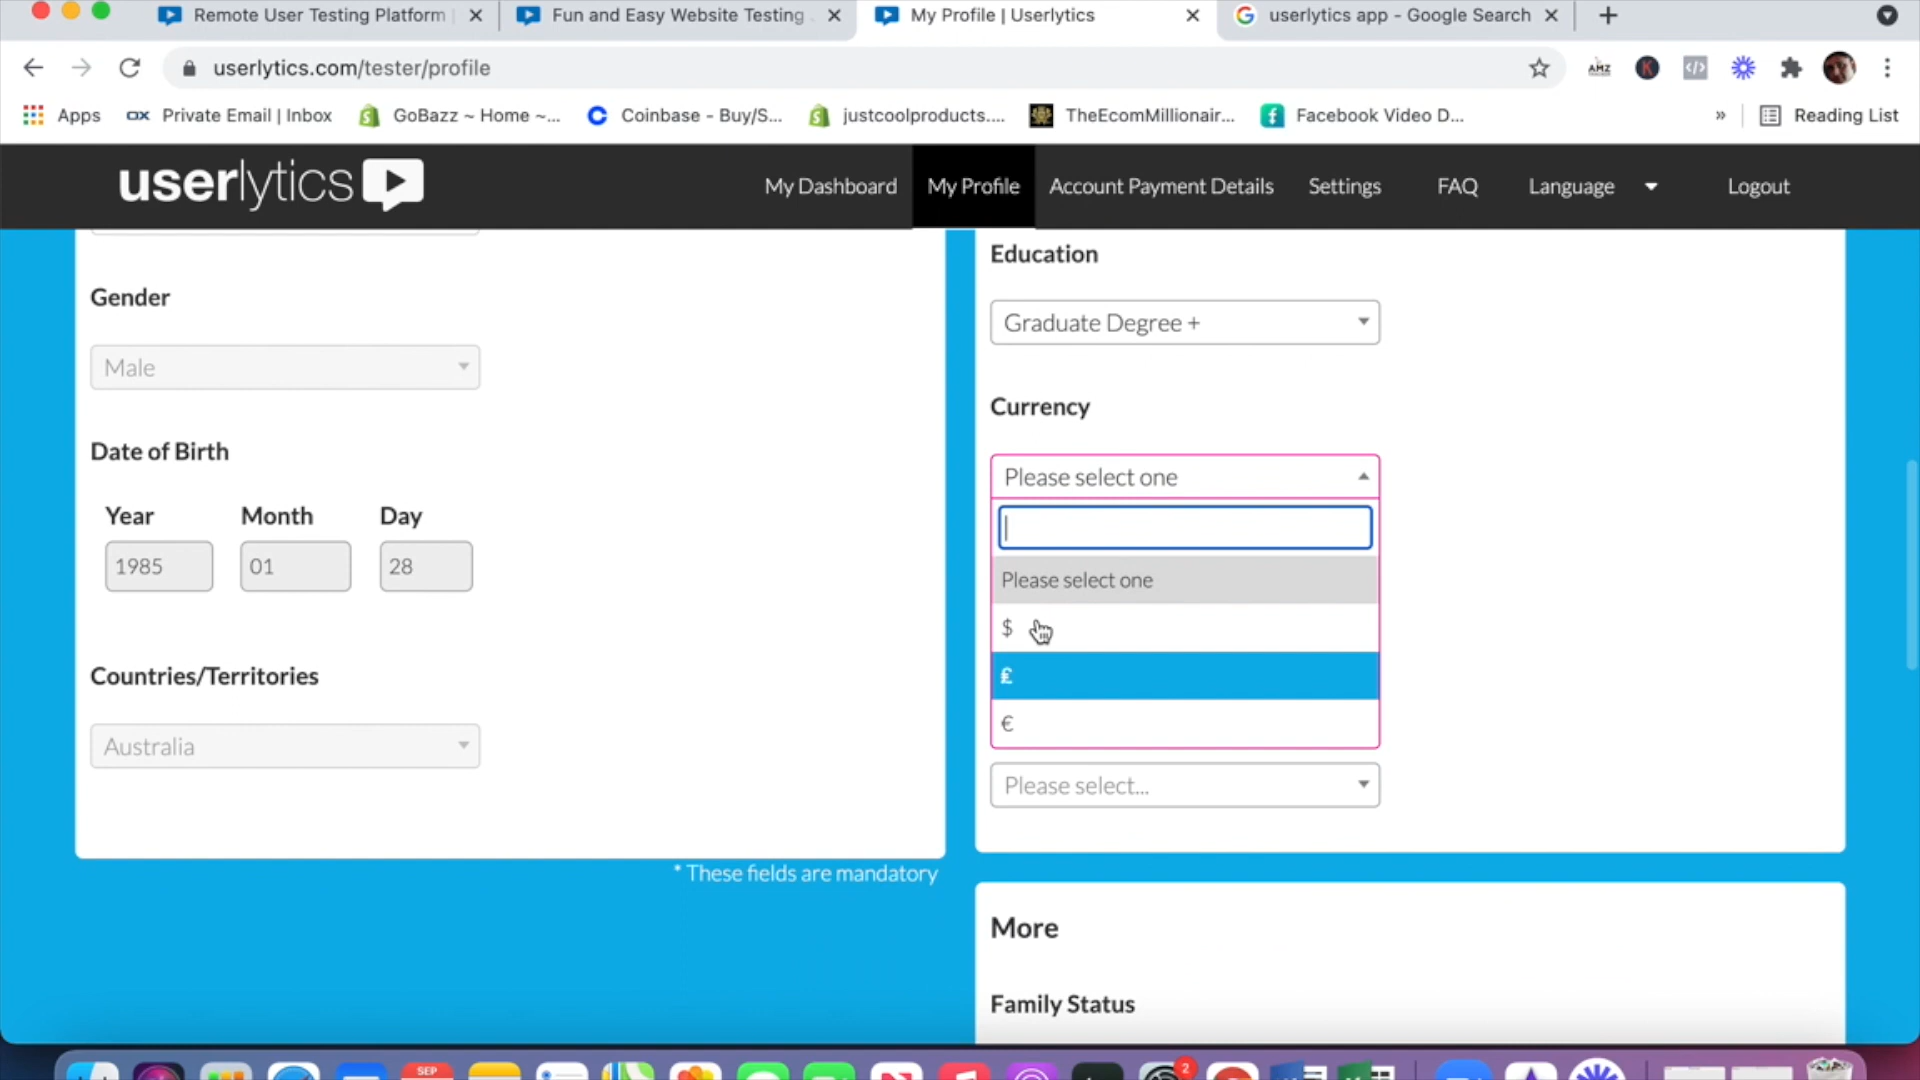 Remote User Testing Platform
Fun and Easy Website Testing
My Profile | Userlytics
userlytics app - Google Search
userlytics.com/tester/profile
AMZ
K
</>
Apps
OX Private Email | Inbox
GoBazz ~ Home ~...
Coinbase - Buy/S...
justcoolproducts....
TheEcomMillionair...
Facebook Video D...
»
Reading List
userlytics
My Dashboard
My Profile
Account Payment Details
Settings
FAQ
Language
Logout
Gender
Male
Date of Birth
Year Month Day
1985 01 28
Countries/Territories
Australia
* These fields are mandatory
Education
Graduate Degree +
Currency
Please select one
Please select one
$
£
€
Please select...
More
Family Status
SEP
2